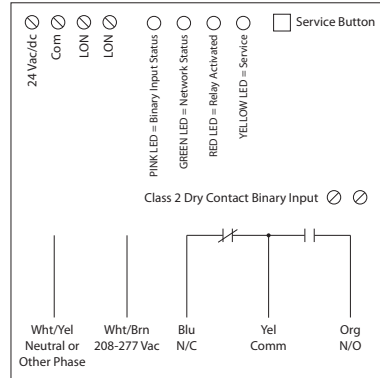 24 Vac/dc
Com
LON
LON
PINK LED = Binary Input Status
GREEN LED = Network Status
RED LED = Relay Activated
YELLOW LED = Service
Service Button
Class 2 Dry Contact Binary Input
Wht/Yel
Neutral or
Other Phase
Wht/Brn
208-277 Vac
Blu
N/C
Yel
Comm
Org
N/O